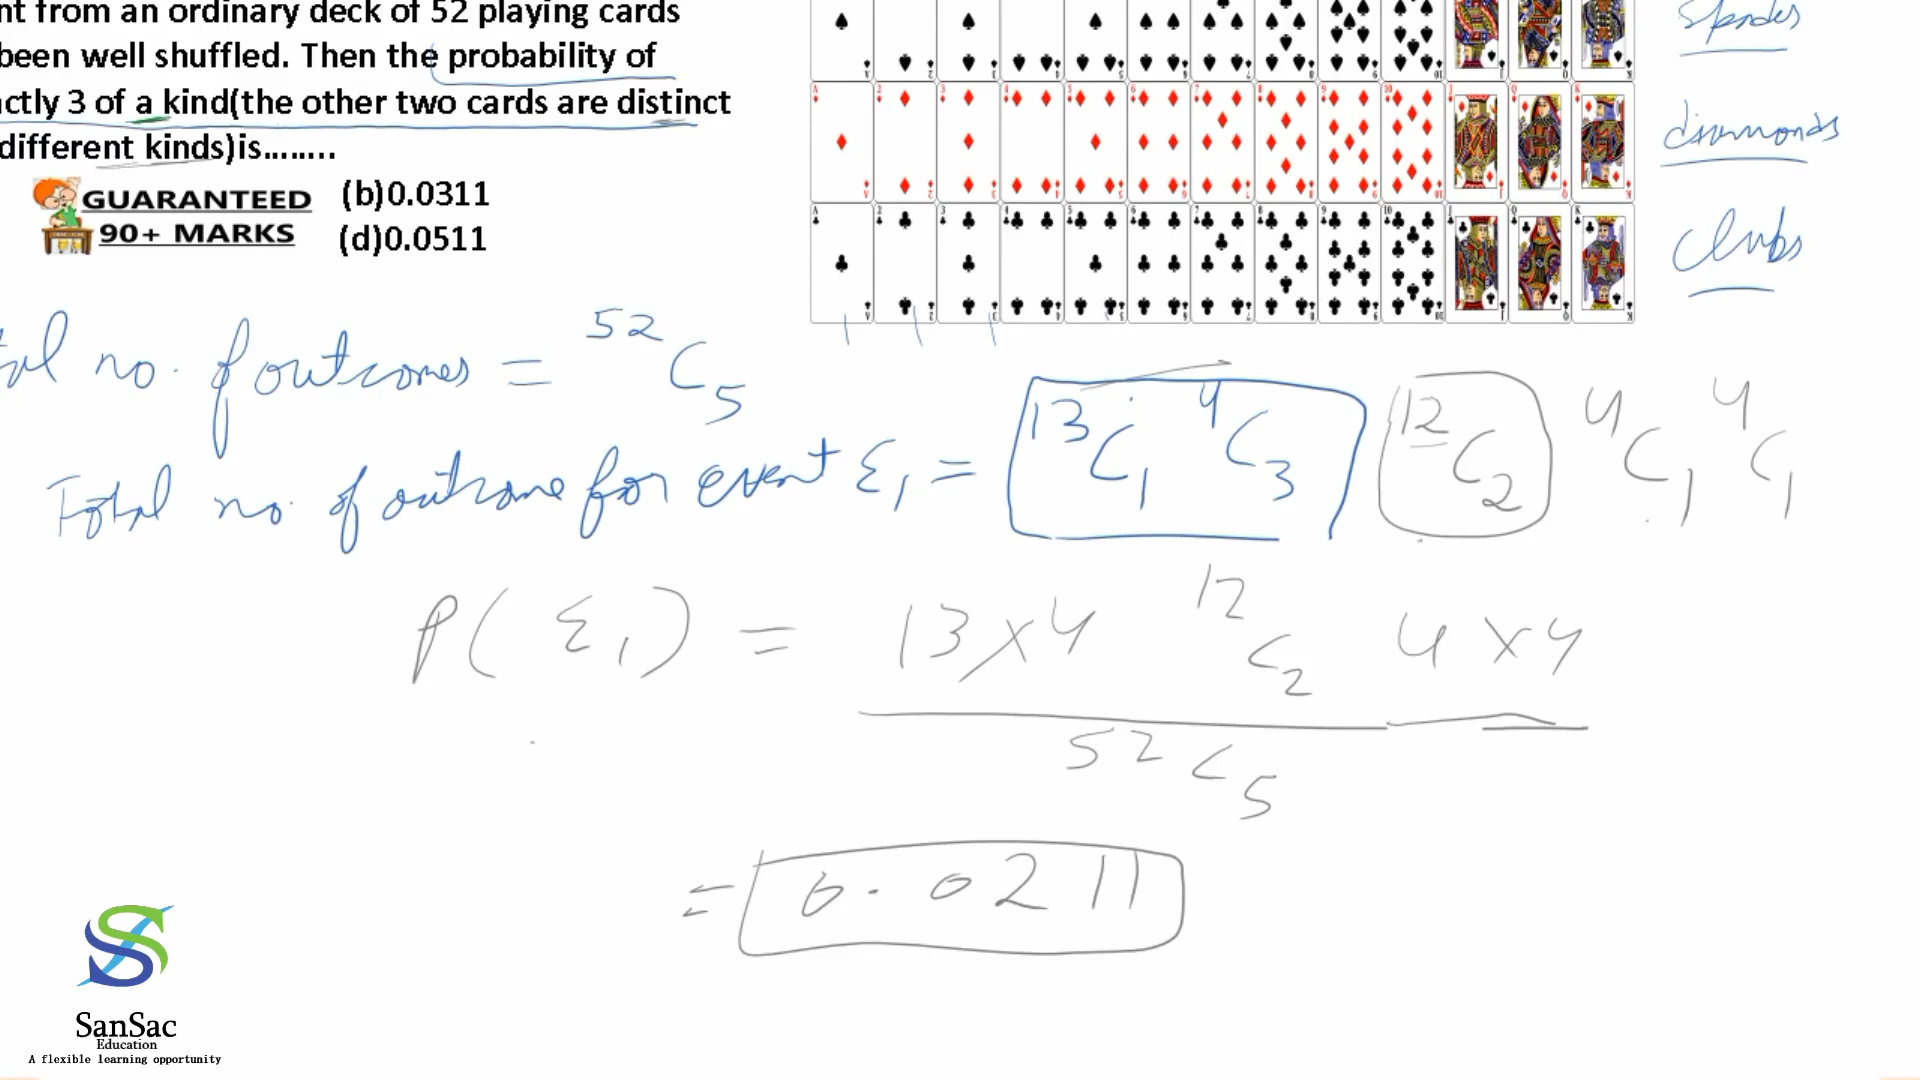 nt from an ordinary deck of 52 playing cards
been well shuffled. Then the probability of
ctly 3 of a kind(the other two cards are distinct
different kinds)is........
GUARANTEED
90+ MARKS
(b)0.0311
(d)0.0511
Spades
diamonds
Clubs
tal no. of outcomes = ⁵²C₅
Total no. of outcome for event Ɛ₁ = ¹³C₁ ⁴C₃ ¹²C₂ ⁴C₁ ⁴C₁
P(Ɛ₁) = 13×4 ¹²C₂ 4×4
⁵²C₅
= 0.0211
SanSac
Education
A flexible learning opportunity